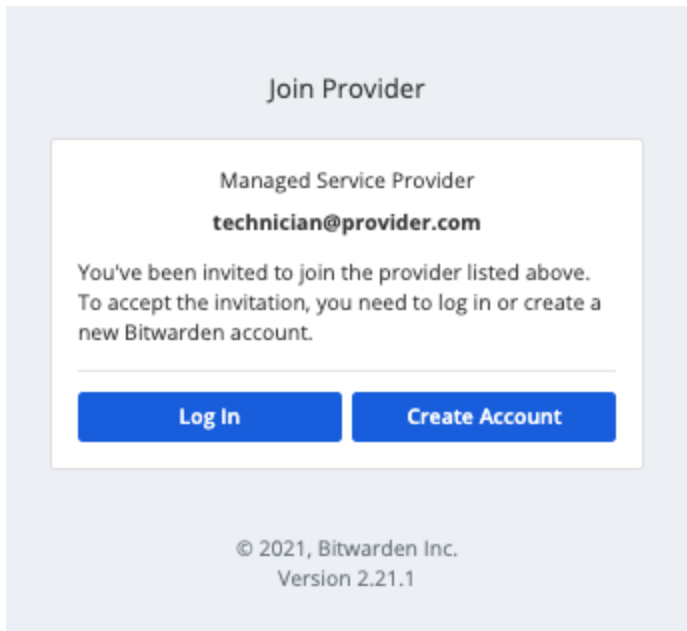 Join Provider
Managed Service Provider
technician@provider.com
You've been invited to join the provider listed above.
To accept the invitation, you need to log in or create a
new Bitwarden account.
Log In
Create Account
© 2021, Bitwarden Inc.
Version 2.21.1